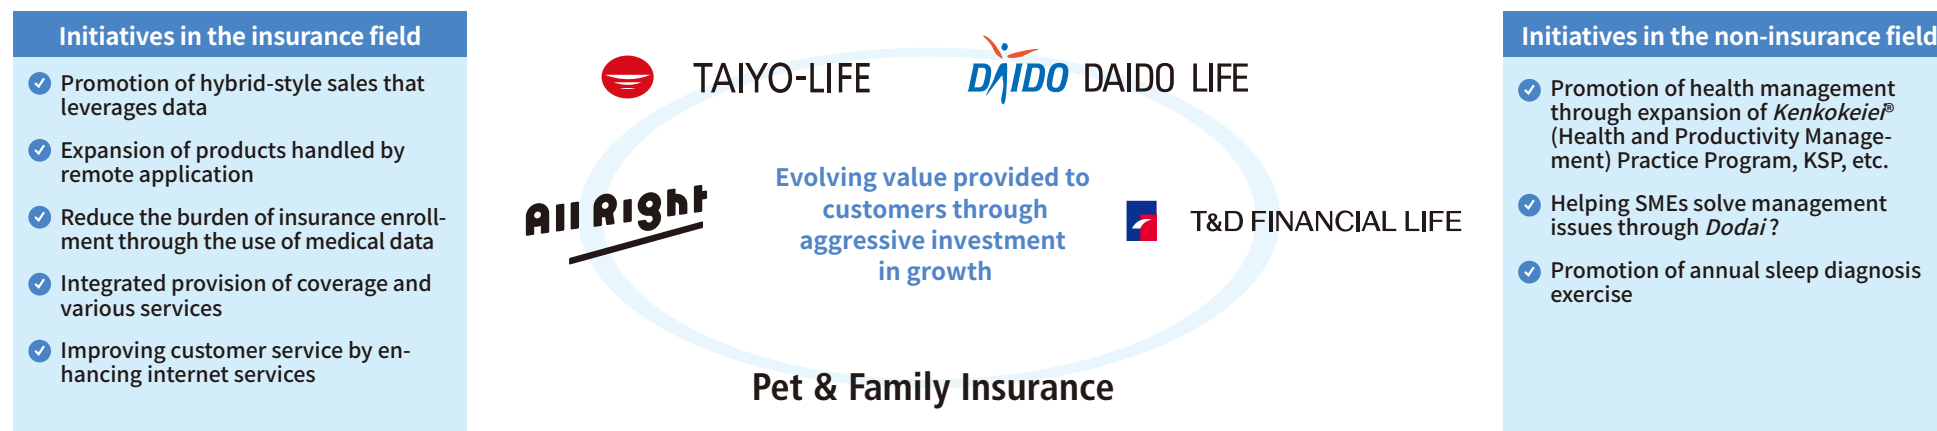 Initiatives in the insurance field
Promotion of hybrid-style sales that
leverages data
Expansion of products handled by
remote application
Reduce the burden of insurance enroll-
ment through the use of medical data
Integrated provision of coverage and
various services
Improving customer service by en-
hancing internet services
TAIYO-LIFE
DAIDO DAIDO LIFE
All Right
Evolving value provided to
customers through
aggressive investment
in growth
T&D FINANCIAL LIFE
Pet & Family Insurance
Initiatives in the non-insurance field
Promotion of health management
through expansion of Kenkokeiei®
(Health and Productivity Manage-
ment) Practice Program, KSP, etc.
Helping SMEs solve management
issues through Dodai ?
Promotion of annual sleep diagnosis
exercise